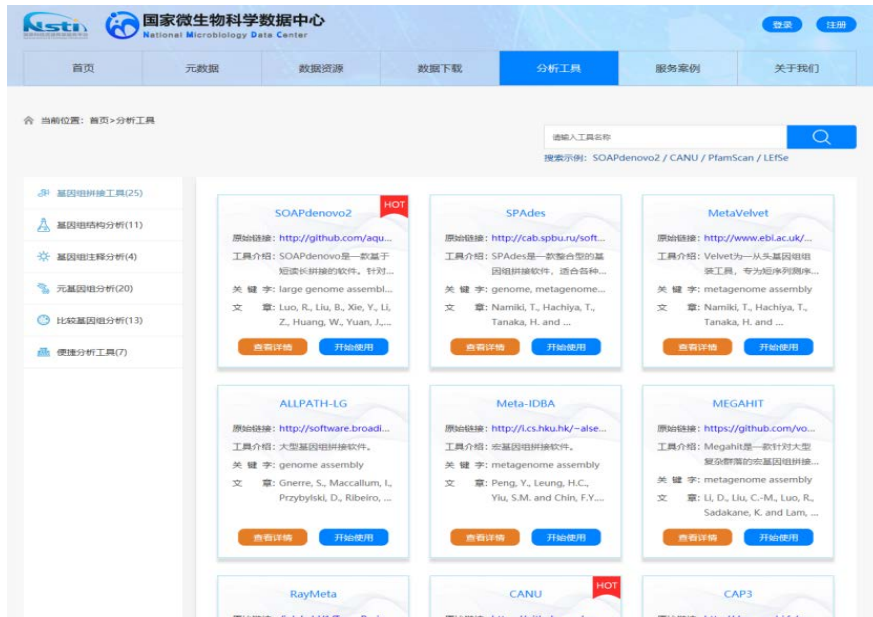 Nsti
国家微生物科学数据中心
National Microbiology Data Center
登录 注册
首页 元数据 数据资源 数据下载 分析工具 服务案例 关于我们
当前位置：首页>分析工具
请输入工具名称
搜索示例：SOAPdenovo2 / CANU / PfamScan / LEfSe
基因组拼接工具(25)
基因组结构分析(11)
基因组注释分析(4)
元基因组分析(20)
比较基因组分析(13)
便捷分析工具(7)
HOT
SOAPdenovo2
原始链接：http://github.com/aqu...
工具介绍：SOAPdenovo是一款基于
短读长拼接的软件。针对...
关 键 字：large genome assembl...
文 章：Luo, R., Liu, B., Xie, Y., Li,
Z., Huang, W., Yuan, J.,...
查看详情 开始使用
SPAdes
原始链接：http://cab.spbu.ru/soft...
工具介绍：SPAdes是一款整合型的基
因组拼接软件，适合各种...
关 键 字：genome, metagenome...
文 章：Namiki, T., Hachiya, T.,
Tanaka, H. and ...
查看详情 开始使用
MetaVelvet
原始链接：http://www.ebi.ac.uk/...
工具介绍：Velvet为一从头基因组组
装工具，专为短序列测序...
关 键 字：metagenome assembly
文 章：Namiki, T., Hachiya, T.,
Tanaka, H. and ...
查看详情 开始使用
ALLPATH-LG
原始链接：http://software.broadi...
工具介绍：大型基因组拼接软件。
关 键 字：genome assembly
文 章：Gnerre, S., Maccallum, I.,
Przybylski, D., Ribeiro, ...
查看详情 开始使用
Meta-IDBA
原始链接：http://i.cs.hku.hk/~alse...
工具介绍：宏基因组拼接软件。
关 键 字：metagenome assembly
文 章：Peng, Y., Leung, H.C.,
Yiu, S.M. and Chin, F.Y....
查看详情 开始使用
MEGAHIT
原始链接：https://github.com/vo...
工具介绍：Megahit是一款针对大型
复杂群落的宏基因组拼接...
关 键 字：metagenome assembly
文 章：Li, D., Liu, C.-M., Luo, R.,
Sadakane, K. and Lam, ...
查看详情 开始使用
RayMeta
HOT
CANU
CAP3